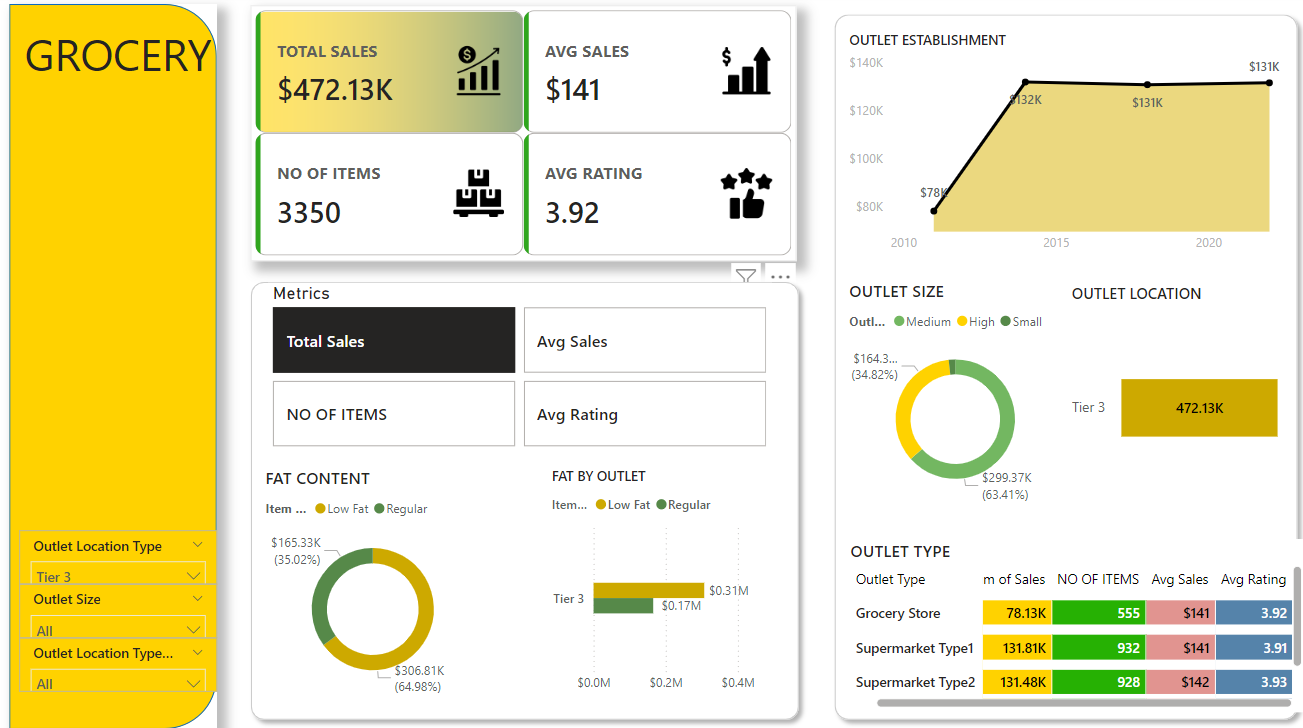 GROCERY
Outlet Location Type
Tier 3
Outlet Size
All
Outlet Location Type...
All
TOTAL SALES
$472.13K
AVG SALES
$141
NO OF ITEMS
3350
AVG RATING
3.92
Metrics
Total Sales
Avg Sales
NO OF ITEMS
Avg Rating
FAT CONTENT
Item ... Low Fat Regular
$165.33K
(35.02%)
$306.81K
(64.98%)
FAT BY OUTLET
Item... Low Fat Regular
Tier 3
$0.31M
$0.17M
$0.0M $0.2M $0.4M
OUTLET ESTABLISHMENT
$140K
$120K
$100K
$80K
$78K
$132K
$131K
$131K
2010 2015 2020
OUTLET SIZE
Outl... Medium High Small
$164.3...
(34.82%)
$299.37K
(63.41%)
OUTLET LOCATION
Tier 3
472.13K
OUTLET TYPE
Outlet Type m of Sales NO OF ITEMS Avg Sales Avg Rating
Grocery Store 78.13K 555 $141 3.92
Supermarket Type1 131.81K 932 $141 3.91
Supermarket Type2 131.48K 928 $142 3.93